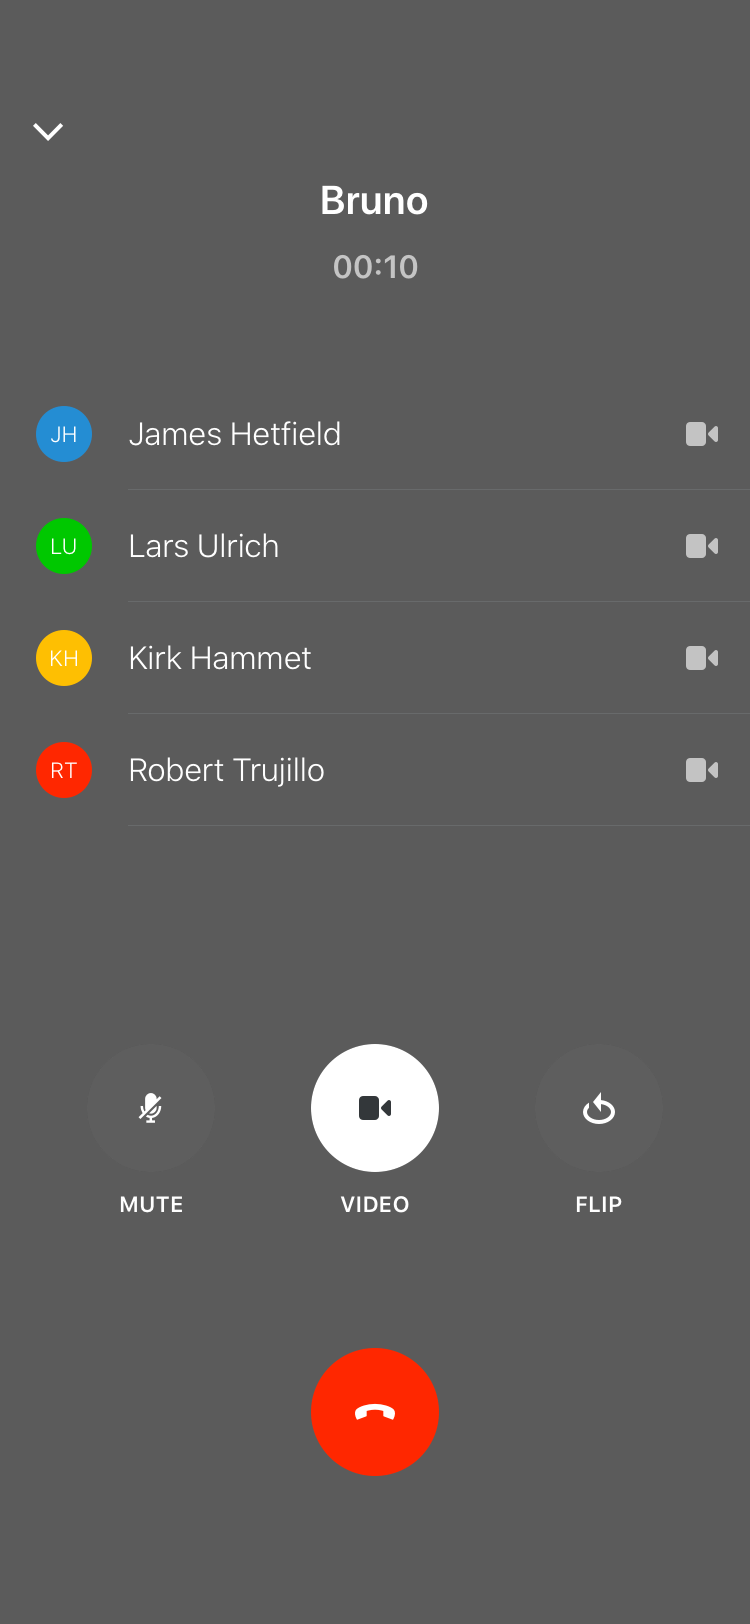 Bruno
00:10
JH James Hetfield
LU Lars Ulrich
KH Kirk Hammet
RT Robert Trujillo
MUTE VIDEO FLIP